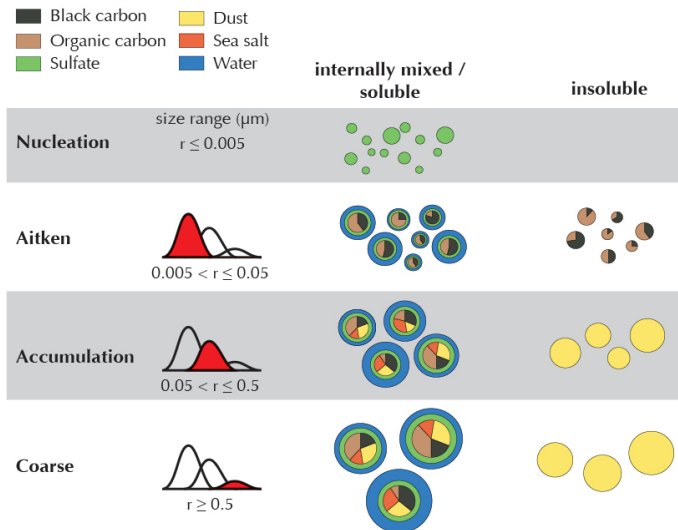 Black carbon
Dust
Organic carbon
Sea salt
Sulfate
Water
internally mixed /
soluble
insoluble
size range (µm)
Nucleation
r ≤ 0.005
Aitken
0.005 < r ≤ 0.05
Accumulation
0.05 < r ≤ 0.5
Coarse
r ≥ 0.5